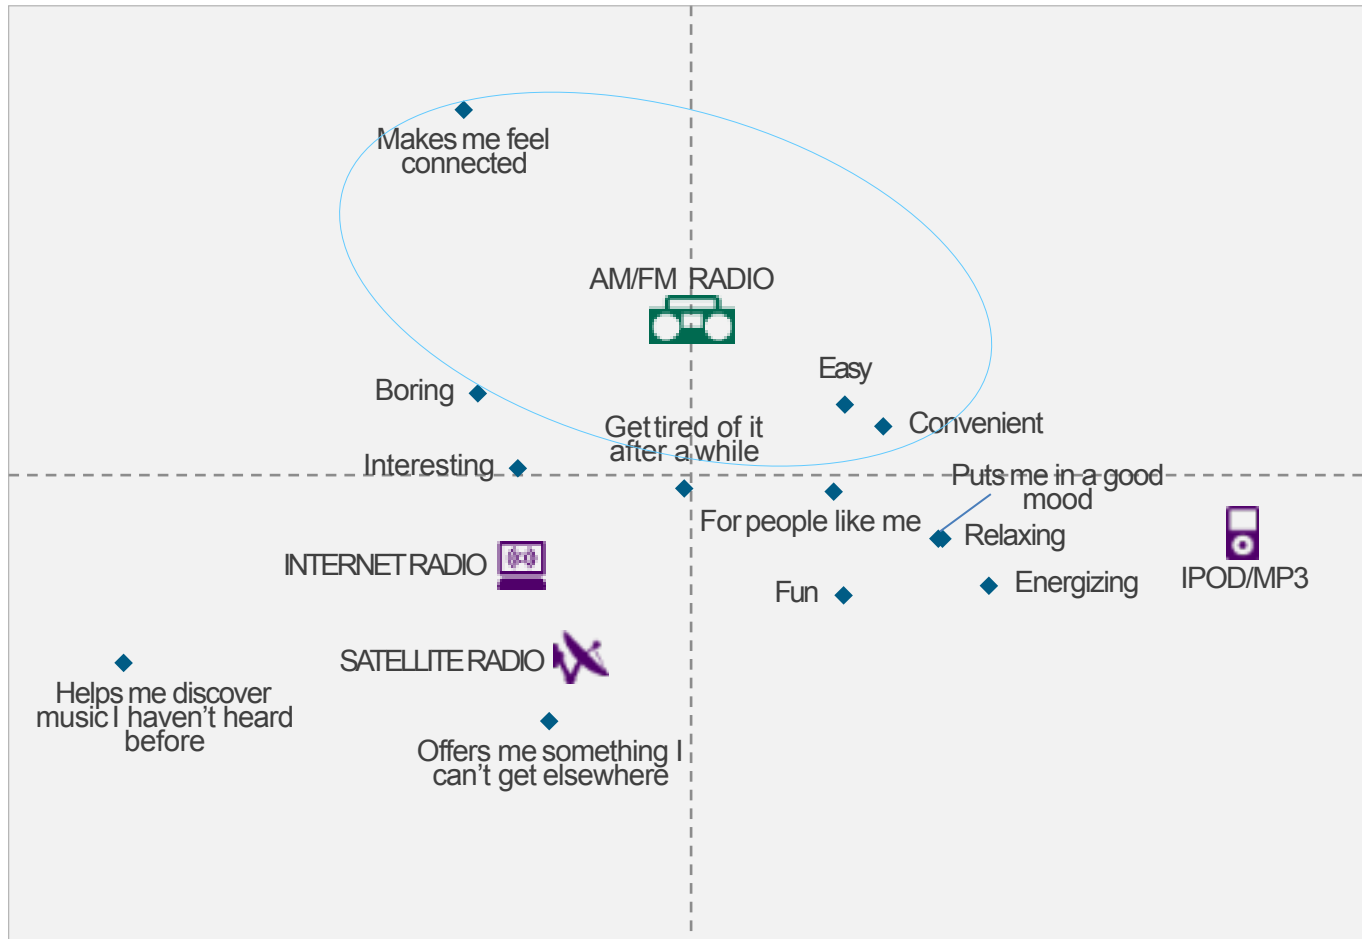 Makes me feel
connected
AM/FM RADIO
Easy
Boring
Get tired of it
after a while
Convenient
Interesting
Puts me in a good
mood
For people like me
Relaxing
INTERNET RADIO
IPOD/MP3
Fun
Energizing
SATELLITE RADIO
Helps me discover
music I haven't heard
before
Offers me something I
can't get elsewhere